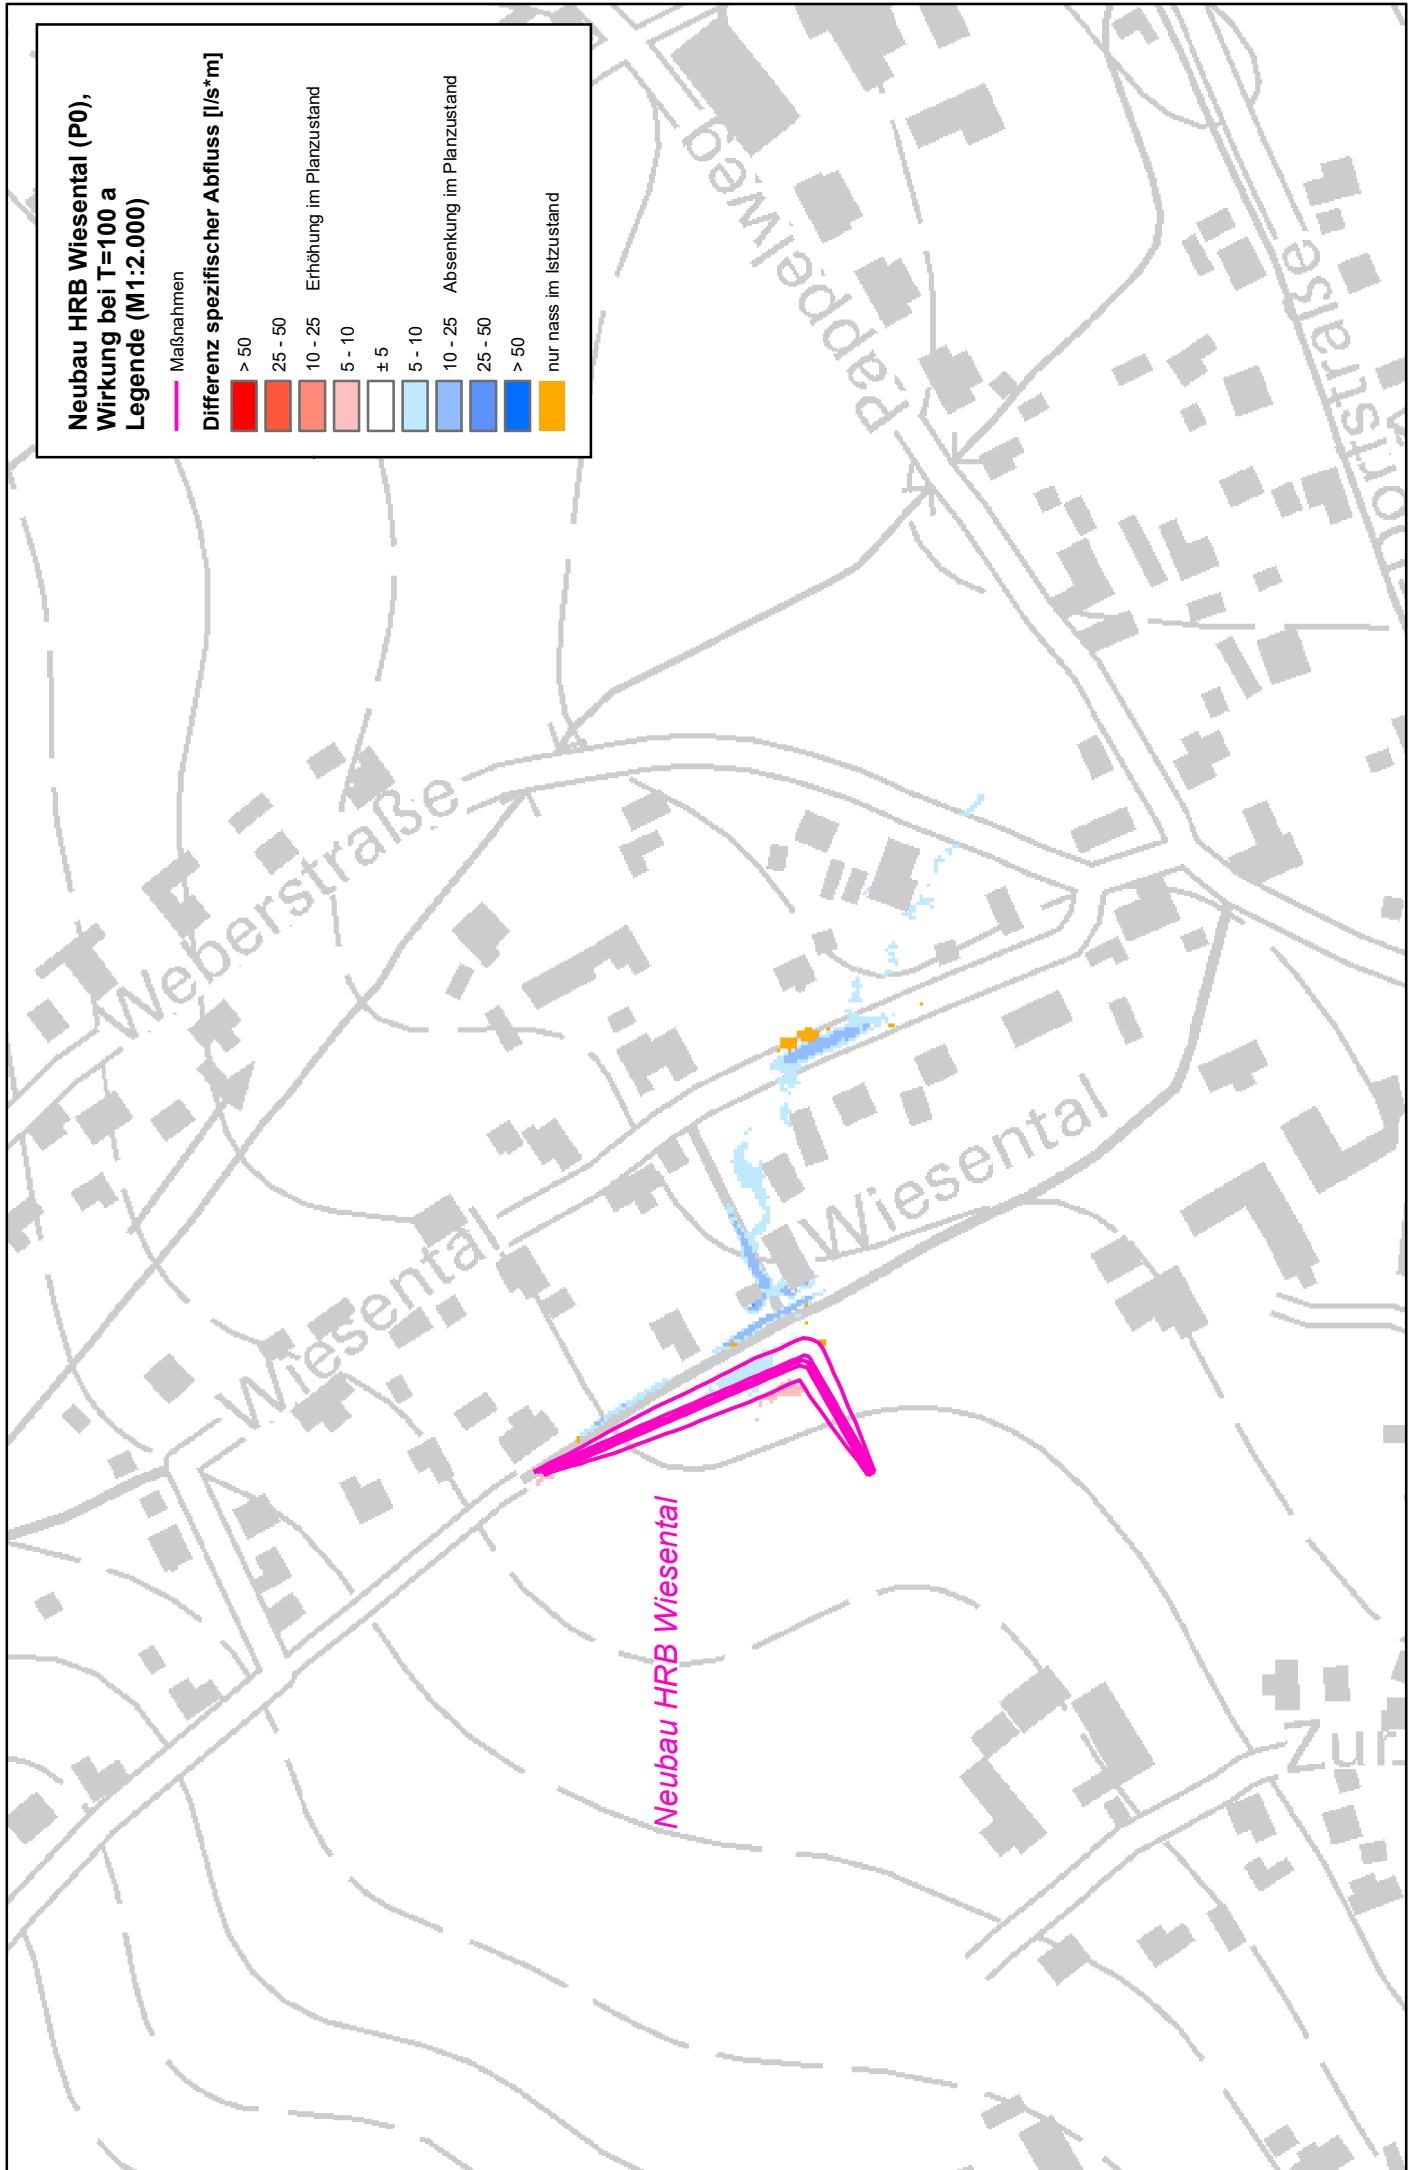 Neubau HRB Wiesental (P0),
Wirkung bei T=100 a
Legende (M1:2.000)
Maßnahmen
Differenz spezifischer Abfluss [l/s*m]
> 50
25 - 50
10 - 25 Erhöhung im Planzustand
5 - 10
± 5
5 - 10
10 - 25 Absenkung im Planzustand
25 - 50
> 50
nur nass im Istzustand
Weberstraße
Pappelweg
Wiesental
Wiesental
Neubau HRB Wiesental
Zur